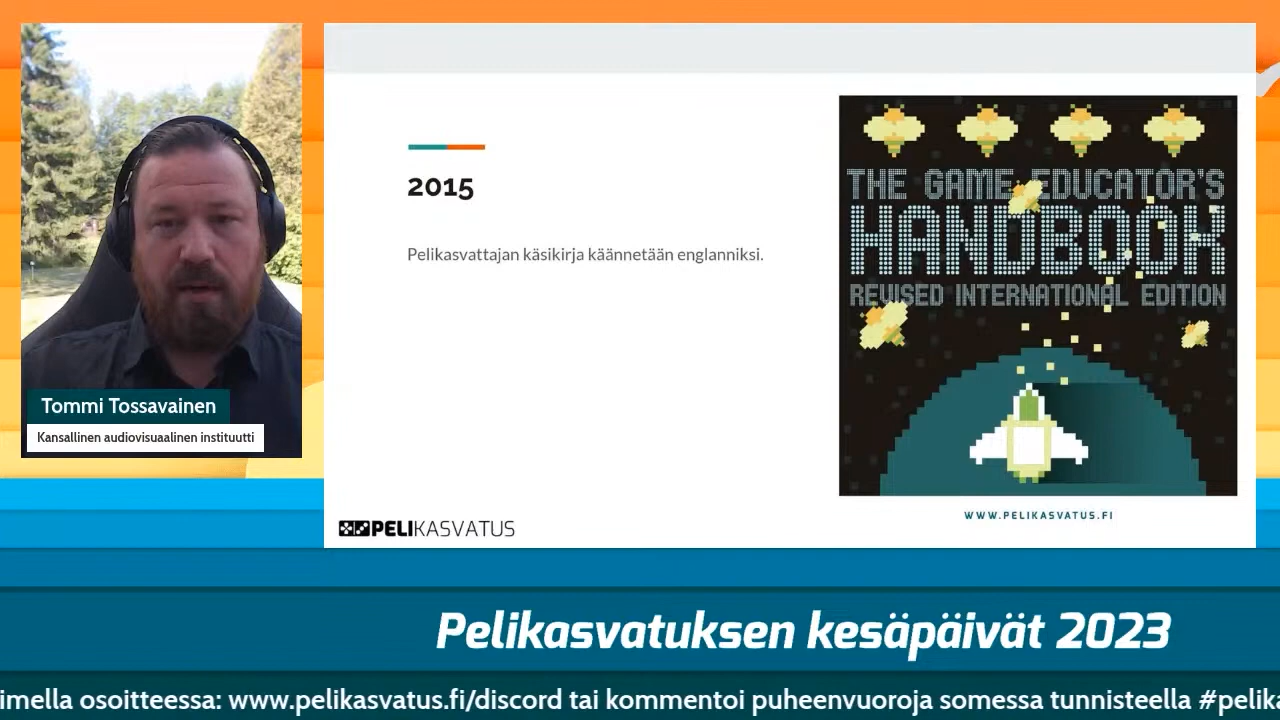 2015
Pelikasvattajan käsikirja käännetään englanniksi.
THE GAME EDUCATOR'S
HANDBOOK
REVISED INTERNATIONAL EDITION
WWW.PELIKASVATUS.FI
PELIKASVATUS
Tommi Tossavainen
Kansallinen audiovisuaalinen instituutti
Pelikasvatuksen kesäpäivät 2023
imella osoitteessa: www.pelikasvatus.fi/discord tai kommentoi puheenvuoroja somessa tunnisteella #pelika